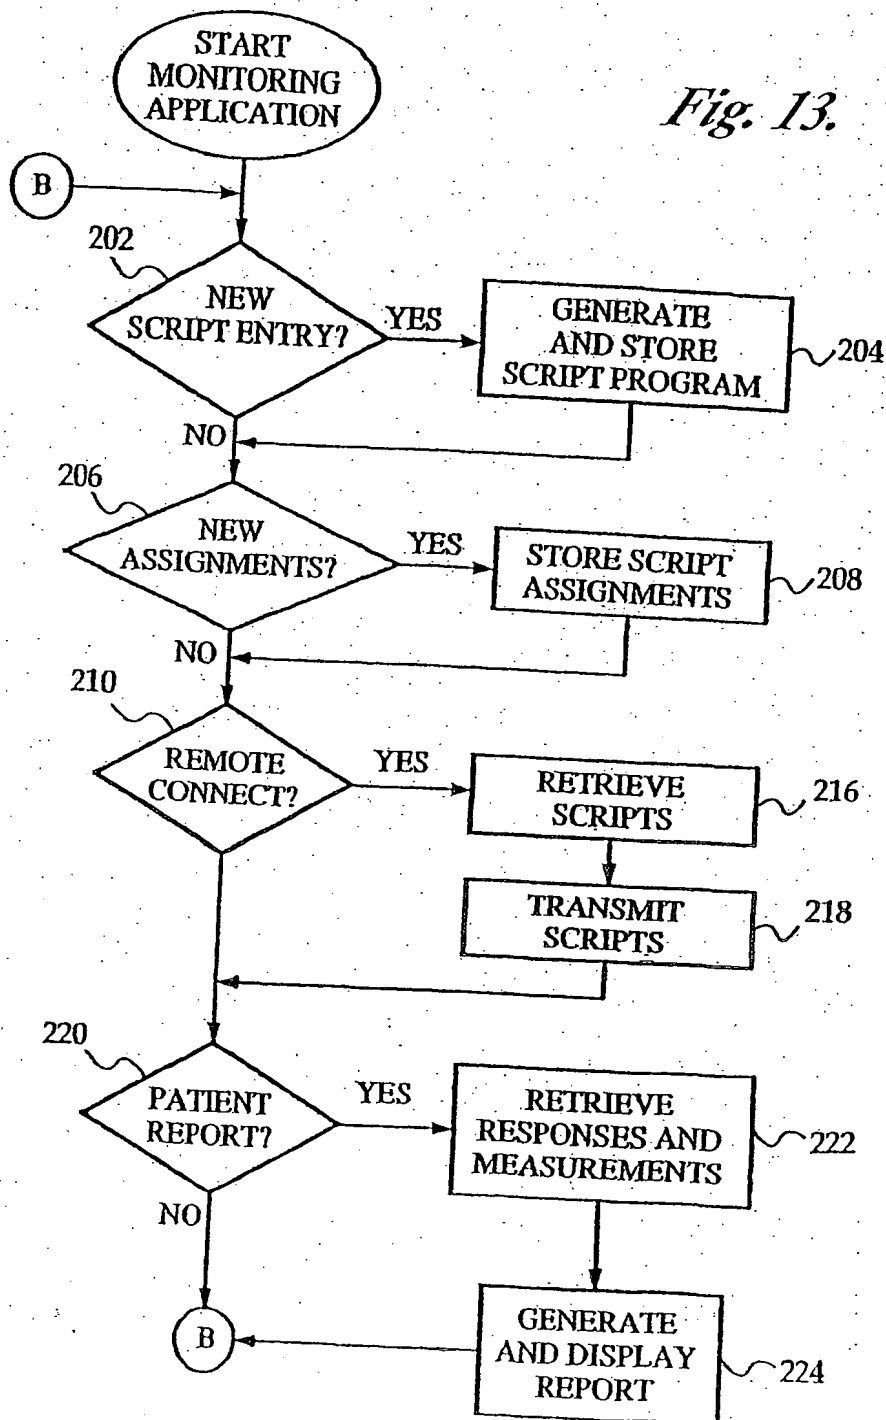 START
MONITORING
APPLICATION
Fig. 13.
B
202
NEW
SCRIPT ENTRY?
YES
GENERATE
AND STORE
SCRIPT PROGRAM
204
NO
206
NEW
ASSIGNMENTS?
YES
STORE SCRIPT
ASSIGNMENTS
208
NO
210
REMOTE
CONNECT?
YES
RETRIEVE
SCRIPTS
216
TRANSMIT
SCRIPTS
218
220
PATIENT
REPORT?
YES
RETRIEVE
RESPONSES AND
MEASUREMENTS
222
NO
B
GENERATE
AND DISPLAY
REPORT
224